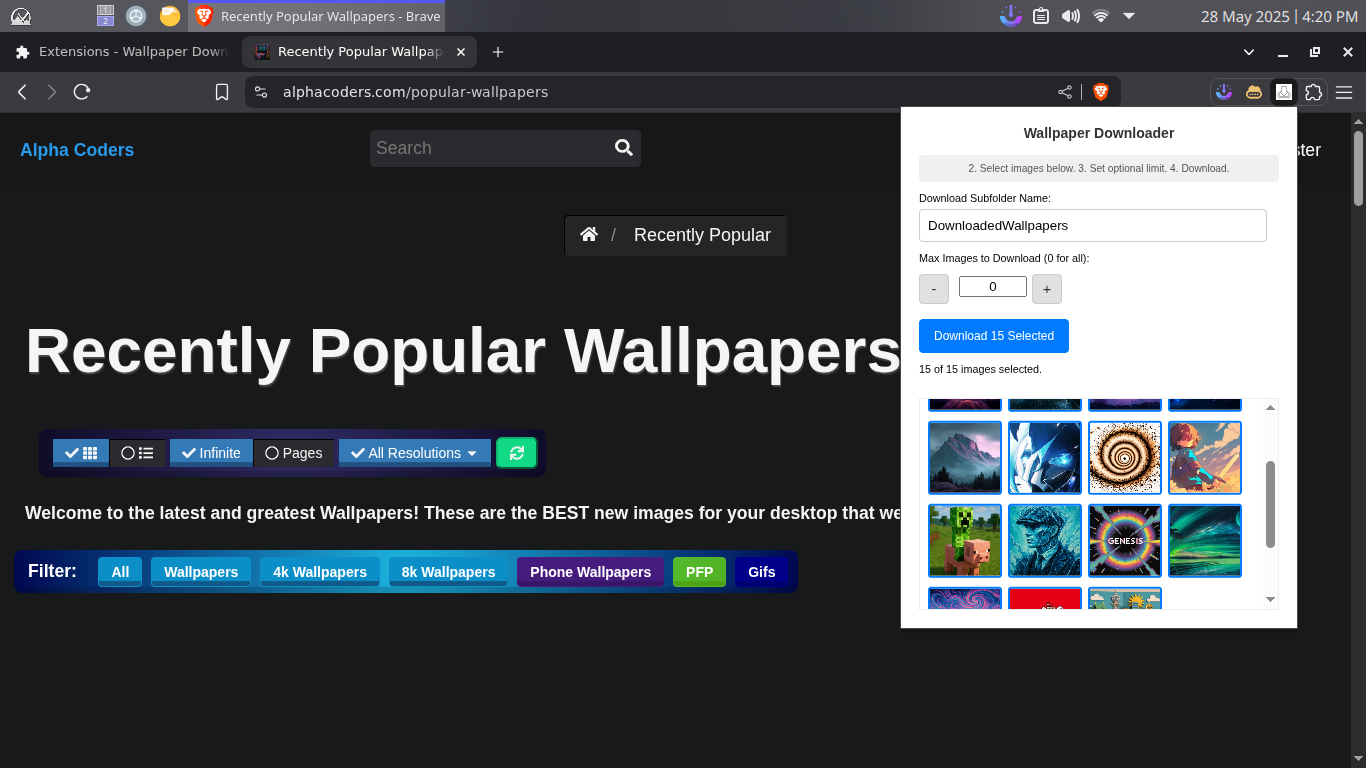 1
2
Recently Popular Wallpapers - Brave
28 May 2025 | 4:20 PM
Extensions - Wallpaper Down
Recently Popular Wallpap
alphacoders.com/popular-wallpapers
Alpha Coders
Search
ster
/ Recently Popular
Recently Popular Wallpapers
Infinite
Pages
All Resolutions
Welcome to the latest and greatest Wallpapers! These are the BEST new images for your desktop that we
Filter:
All
Wallpapers
4k Wallpapers
8k Wallpapers
Phone Wallpapers
PFP
Gifs
Wallpaper Downloader
2. Select images below. 3. Set optional limit. 4. Download.
Download Subfolder Name:
DownloadedWallpapers
Max Images to Download (0 for all):
- 0 +
Download 15 Selected
15 of 15 images selected.
GENESIS